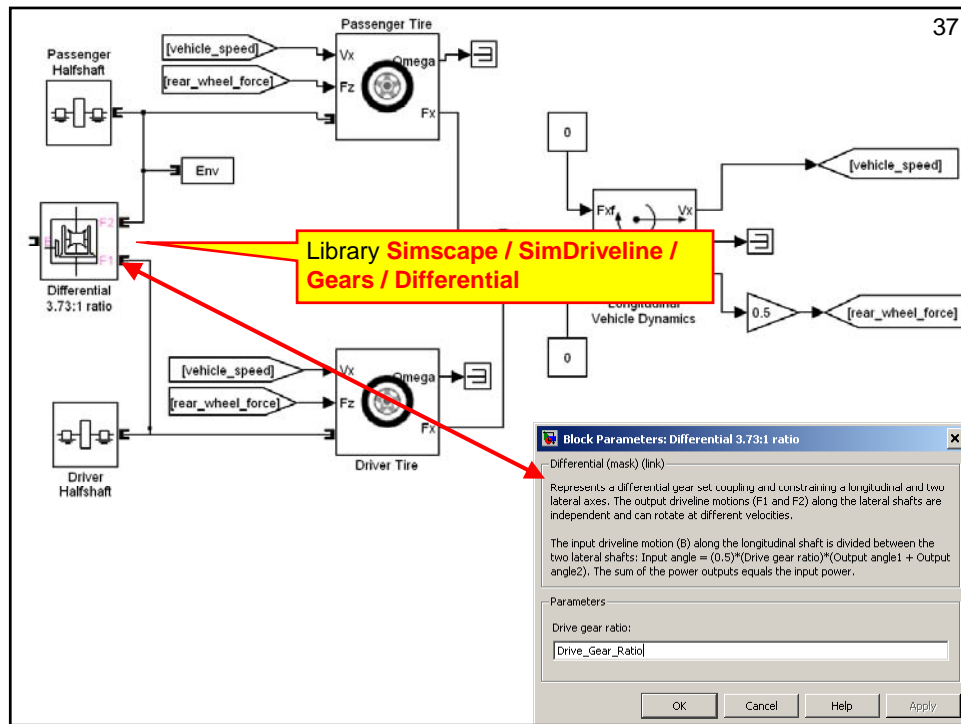 37
Passenger Tire
Passenger
Halfshaft
[vehicle_speed]
[rear_wheel_force]
Vx
Fz
Omega
Fx
Env
0
[vehicle_speed]
Fxf
Vx
B
F2
F1
Library Simscape / SimDriveline /
Gears / Differential
Differential
3.73:1 ratio
Longitudinal
Vehicle Dynamics
0.5
[rear_wheel_force]
0
[vehicle_speed]
[rear_wheel_force]
Vx
Fz
Omega
Fx
Driver Tire
Driver
Halfshaft
Block Parameters: Differential 3.73:1 ratio
Differential (mask) (link)
Represents a differential gear set coupling and constraining a longitudinal and two
lateral axes. The output driveline motions (F1 and F2) along the lateral shafts are
independent and can rotate at different velocities.
The input driveline motion (B) along the longitudinal shaft is divided between the
two lateral shafts: Input angle = (0.5)*(Drive gear ratio)*(Output angle1 + Output
angle2). The sum of the power outputs equals the input power.
Parameters
Drive gear ratio:
Drive_Gear_Ratio
OK
Cancel
Help
Apply